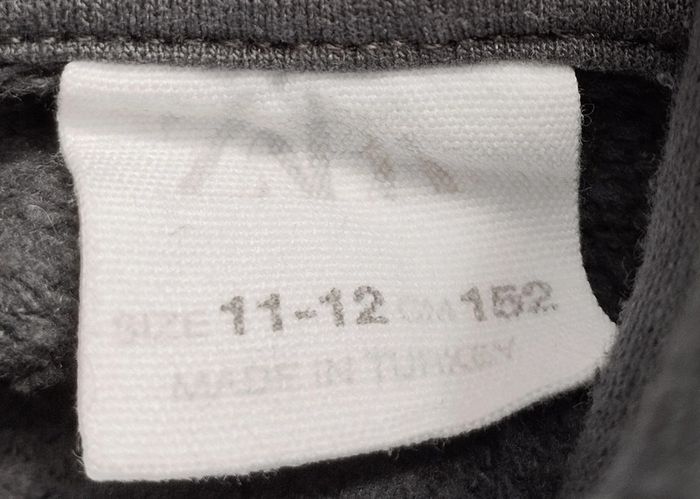 SIZE 11-12 CM 152
MADE IN TURKEY